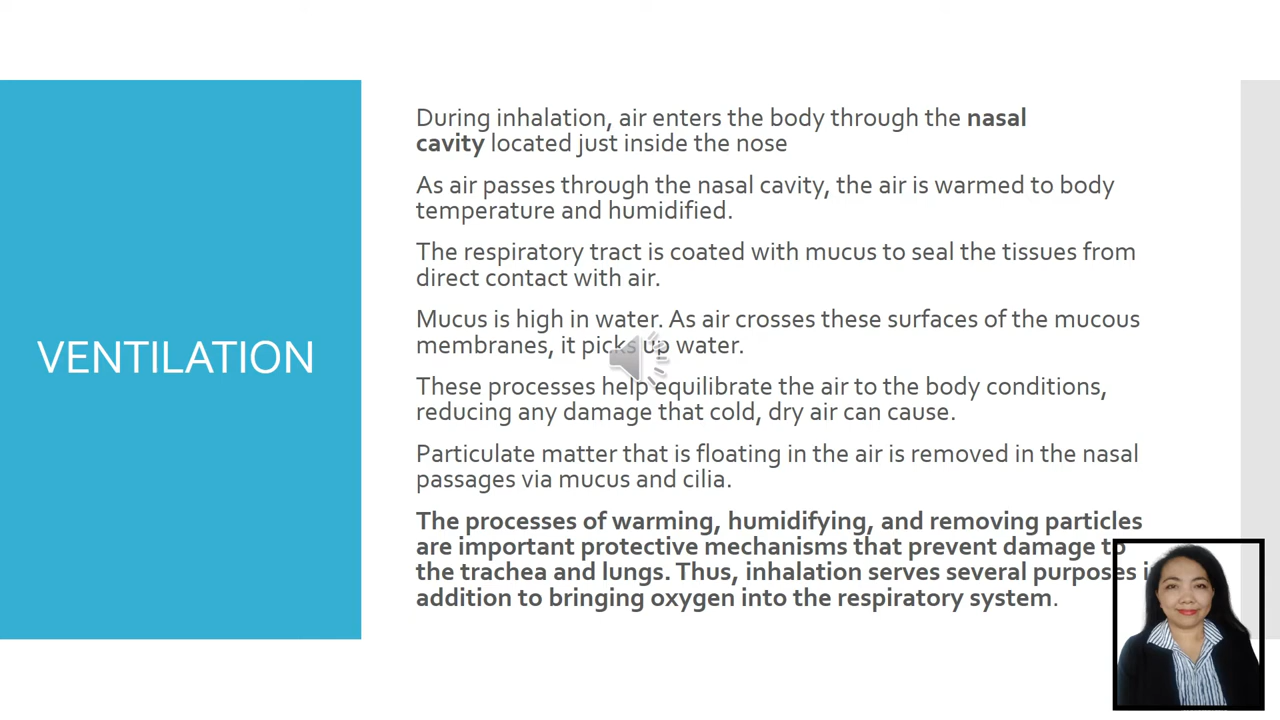 VENTILATION
During inhalation, air enters the body through the nasal
cavity located just inside the nose
As air passes through the nasal cavity, the air is warmed to body
temperature and humidified.
The respiratory tract is coated with mucus to seal the tissues from
direct contact with air.
Mucus is high in water. As air crosses these surfaces of the mucous
membranes, it picks up water.
These processes help equilibrate the air to the body conditions,
reducing any damage that cold, dry air can cause.
Particulate matter that is floating in the air is removed in the nasal
passages via mucus and cilia.
The processes of warming, humidifying, and removing particles
are important protective mechanisms that prevent damage to
the trachea and lungs. Thus, inhalation serves several purposes
addition to bringing oxygen into the respiratory system.